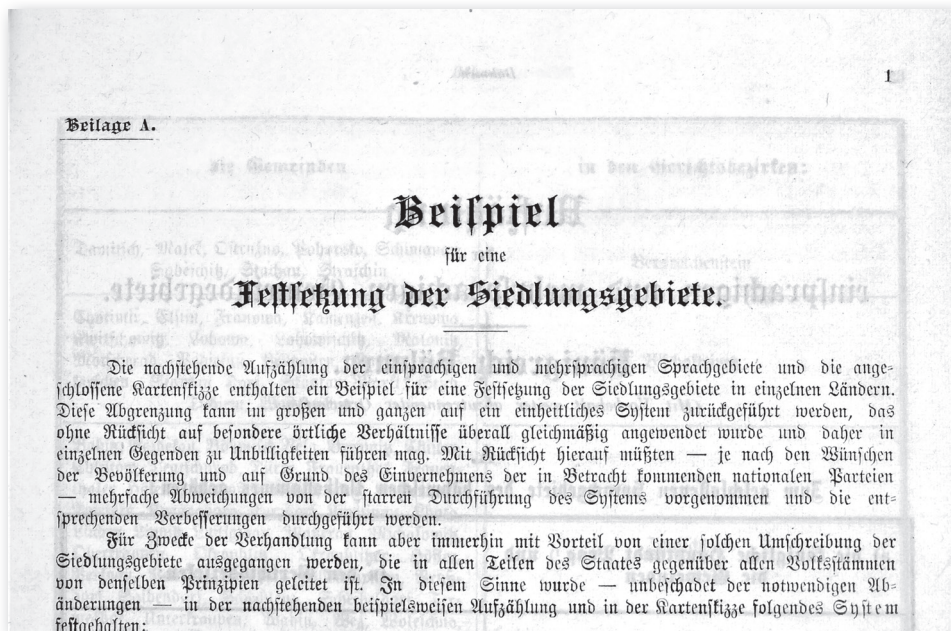 1
Beilage A.
Beispiel
für eine
Festsetzung der Siedlungsgebiete.
Die nachstehende Aufzählung der einsprachigen und mehrsprachigen Sprachgebiete und die ange-
schlossene Kartenskizze enthalten ein Beispiel für eine Festsetzung der Siedlungsgebiete in einzelnen Ländern.
Diese Abgrenzung kann im großen und ganzen auf ein einheitliches System zurückgeführt werden, das
ohne Rücksicht auf besondere örtliche Verhältnisse überall gleichmäßig angewendet wurde und daher in
einzelnen Gegenden zu Unbilligkeiten führen mag. Mit Rücksicht hierauf müßten — je nach den Wünschen
der Bevölkerung und auf Grund des Einvernehmens der in Betracht kommenden nationalen Parteien
— mehrfache Abweichungen von der starren Durchführung des Systems vorgenommen und die ent-
sprechenden Verbesserungen durchgeführt werden.
Für Zwecke der Verhandlung kann aber immerhin mit Vorteil von einer solchen Umschreibung der
Siedlungsgebiete ausgegangen werden, die in allen Teilen des Staates gegenüber allen Volksstämmen
von denselben Prinzipien geleitet ist. In diesem Sinne wurde — unbeschadet der notwendigen Ab-
änderungen — in der nachstehenden beispielsweisen Aufzählung und in der Kartenskizze folgendes System
festgehalten: